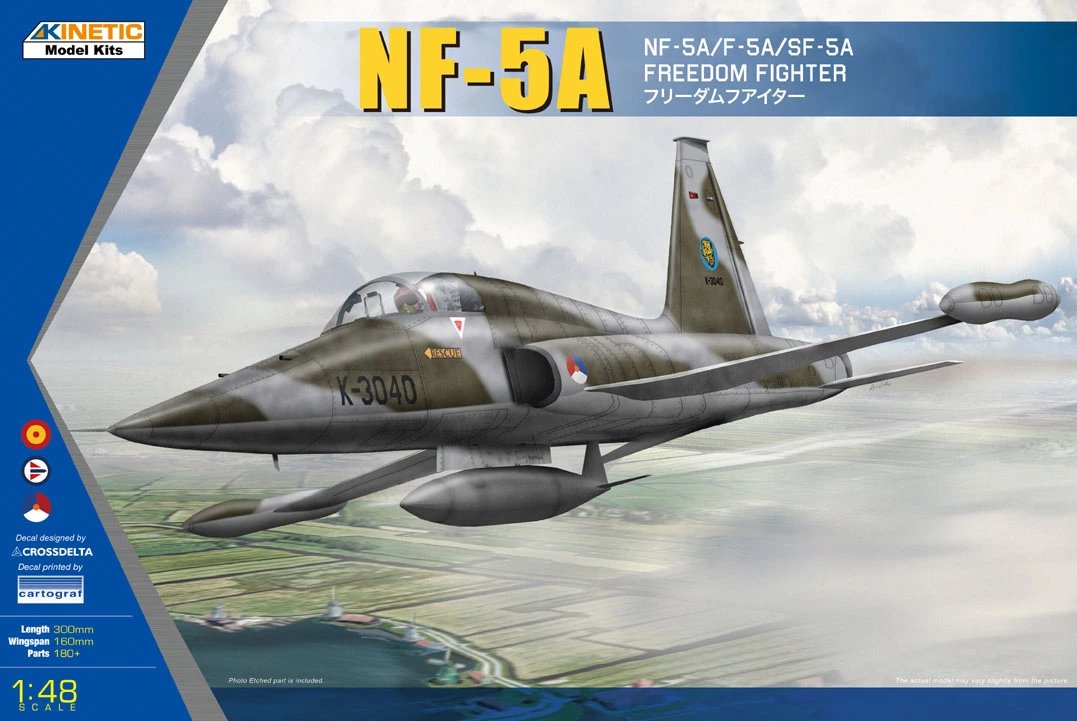 KINETIC
Model Kits
NF-5A
NF-5A/F-5A/SF-5A
FREEDOM FIGHTER
フリーダムフアイター
K-3040
RESCUE
K-3040
Decal designed by
CROSSDELTA
Decal printed by
cartograf
Length 300mm
Wingspan 160mm
Parts 180+
1:48
SCALE
Photo Etched part is included.
The actual model may vary slightly from the picture.